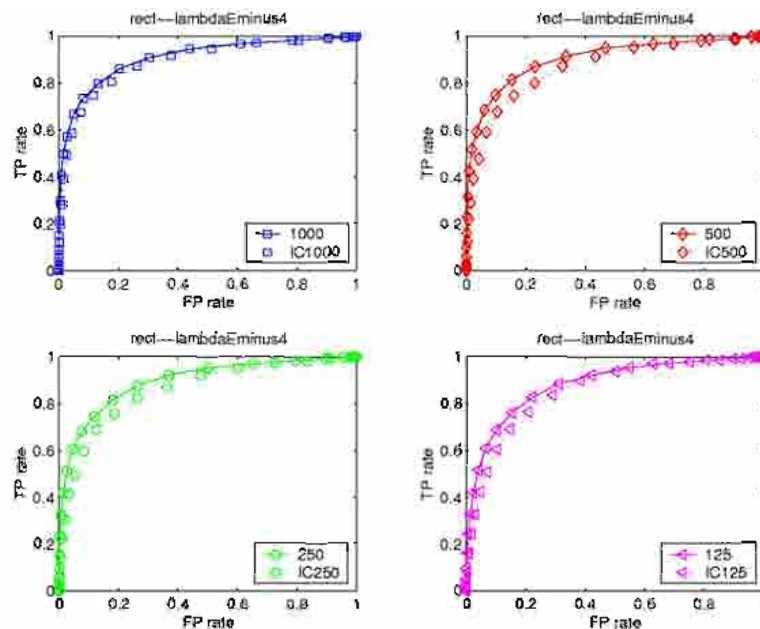 rect—lambdaEminus4 rect—lambdaEminus4
1 1
0.8 0.8
0.6 0.6
TP rate TP rate
0.4 0.4
0.2 1000 0.2 500
IC1000 IC500
0 0
0 0.2 0.4 0.6 0.8 1 0 0.2 0.4 0.6 0.8
FP rate FP rate
rect—lambdaEminus4 rect—lambdaEminus4
1 1
0.8 0.8
0.6 0.6
TP rate TP rate
0.4 0.4
0.2 250 0.2 125
IC250 IC125
0 0
0 0.2 0.4 0.6 0.8 1 0 0.2 0.4 0.6 0.8
FP rate FP rate